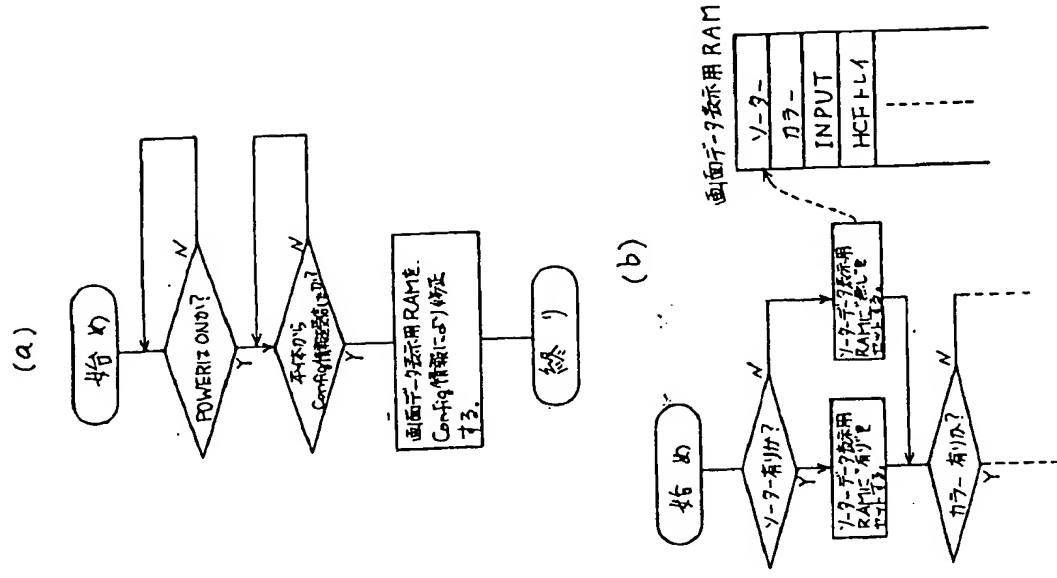 (a)
始め
POWERはONか?
N
Y
本体から
Config情報を受信したか?
N
Y
画面データ表示用RAMを、
Config情報により修正
する。
終り
(b)
始め
ソーター有りか?
N
Y
ソーターデータ表示用
RAMに"有り"を
セットする。
ソーターデータ表示用
RAMに"無し"を
セットする。
カラー有りか?
N
Y
画面データ表示用RAM
ソーター
カラー
INPUT
HCFトレイ